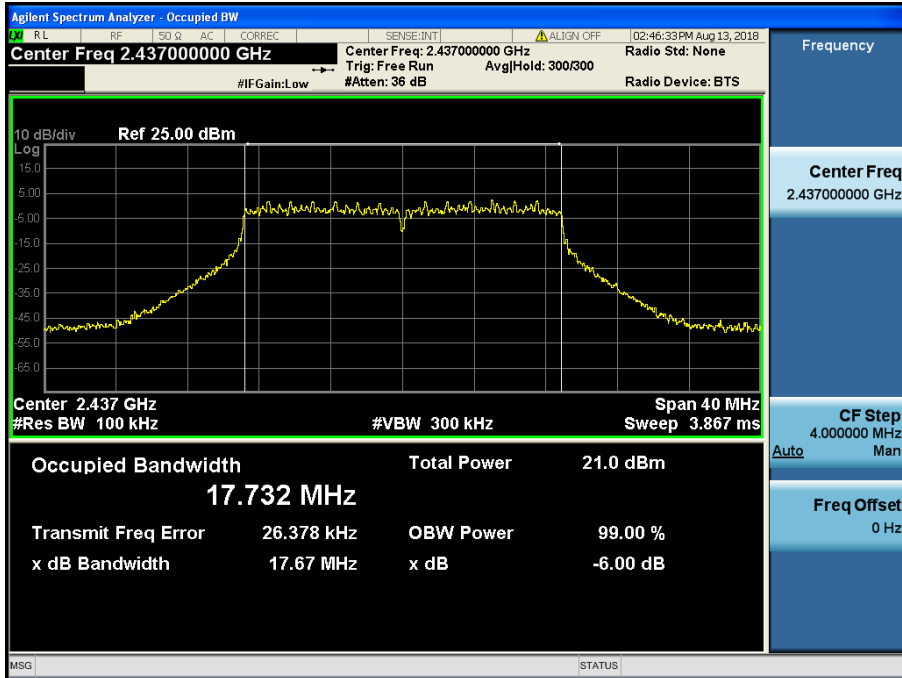 Agilent Spectrum Analyzer - Occupied BW
LXI RL RF 50 Ω AC CORREC SENSE:INT ALIGN OFF 02:46:33 PM Aug 13, 2018
Center Freq 2.437000000 GHz
Center Freq: 2.437000000 GHz Radio Std: None
Trig: Free Run Avg|Hold: 300/300
#IFGain:Low #Atten: 36 dB Radio Device: BTS
10 dB/div Ref 25.00 dBm
Log
15.0
5.00
-5.00
-15.0
-25.0
-35.0
-45.0
-55.0
-65.0
Center 2.437 GHz Span 40 MHz
#Res BW 100 kHz #VBW 300 kHz Sweep 3.867 ms
Occupied Bandwidth Total Power 21.0 dBm
17.732 MHz
Transmit Freq Error 26.378 kHz OBW Power 99.00 %
x dB Bandwidth 17.67 MHz x dB -6.00 dB
MSG STATUS
Frequency
Center Freq
2.437000000 GHz
CF Step
4.000000 MHz
Auto Man
Freq Offset
0 Hz